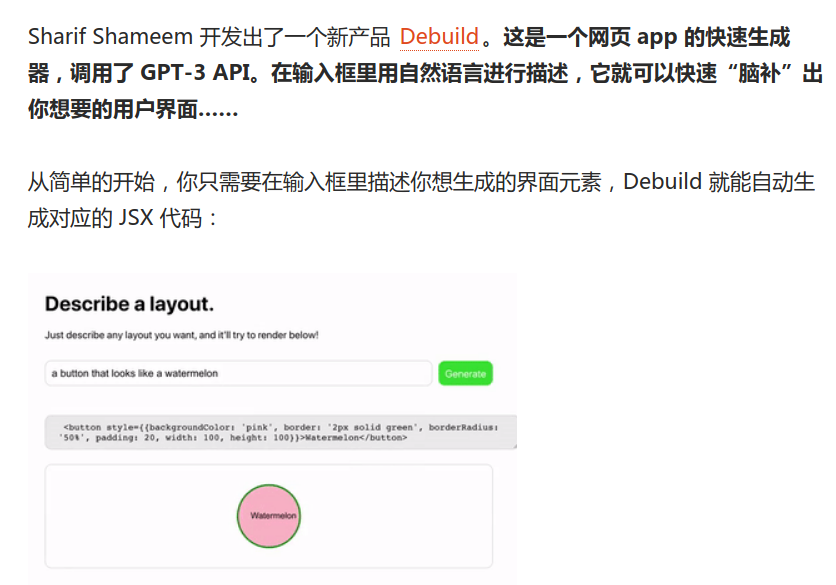 Sharif Shameem 开发出了一个新产品 Debuild。这是一个网页 app 的快速生成
器，调用了 GPT-3 API。在输入框里用自然语言进行描述，它就可以快速“脑补”出
你想要的用户界面……
从简单的开始，你只需要在输入框里描述你想生成的界面元素，Debuild 就能自动生
成对应的 JSX 代码：
Describe a layout.
Just describe any layout you want, and it'll try to render below!
a button that looks like a watermelon
Generate
<button style={{backgroundColor: 'pink', border: '2px solid green', borderRadius:
'50%', padding: 20, width: 100, height: 100}}>Watermelon</button>
Watermelon